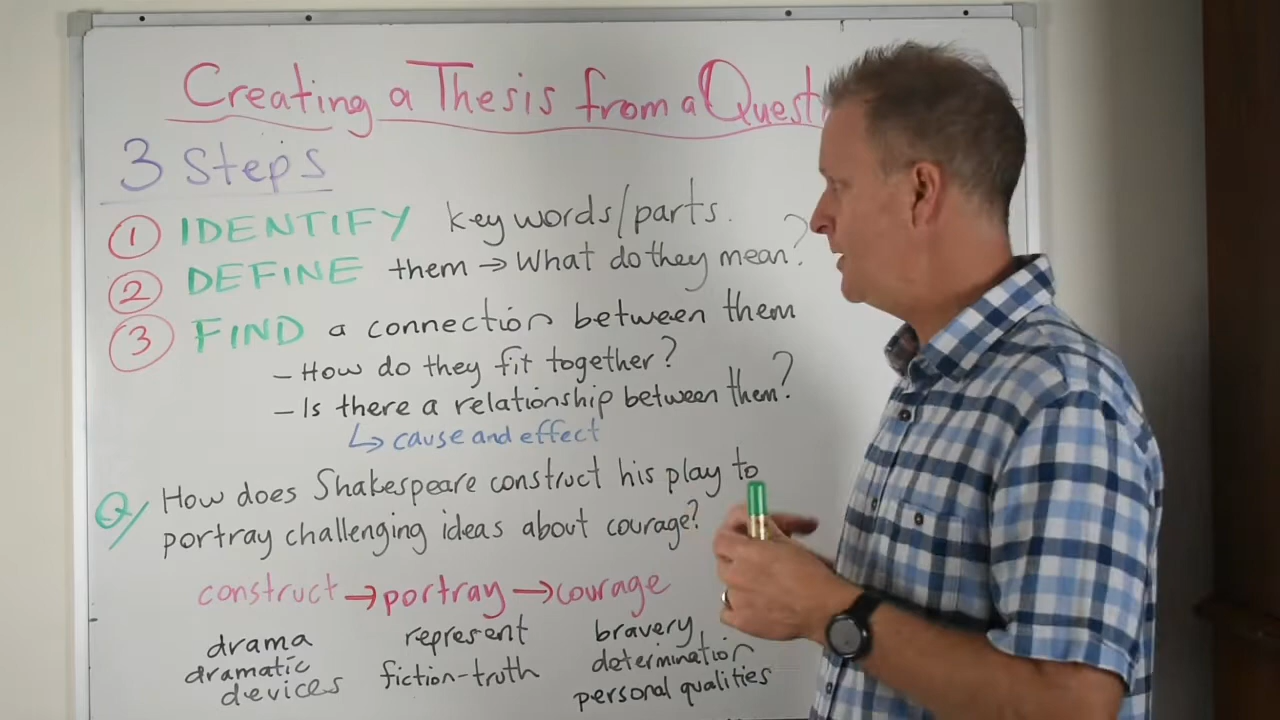 Creating a Thesis from a Quest
3 Steps
1 IDENTIFY key words/parts.
2 DEFINE them → What do they mean?
3 FIND a connection between them
- How do they fit together?
- Is there a relationship between them?
↳ cause and effect
Q/ How does Shakespeare construct his play to
portray challenging ideas about courage?
construct → portray → courage
drama represent bravery
dramatic fiction-truth determination
devices personal qualities